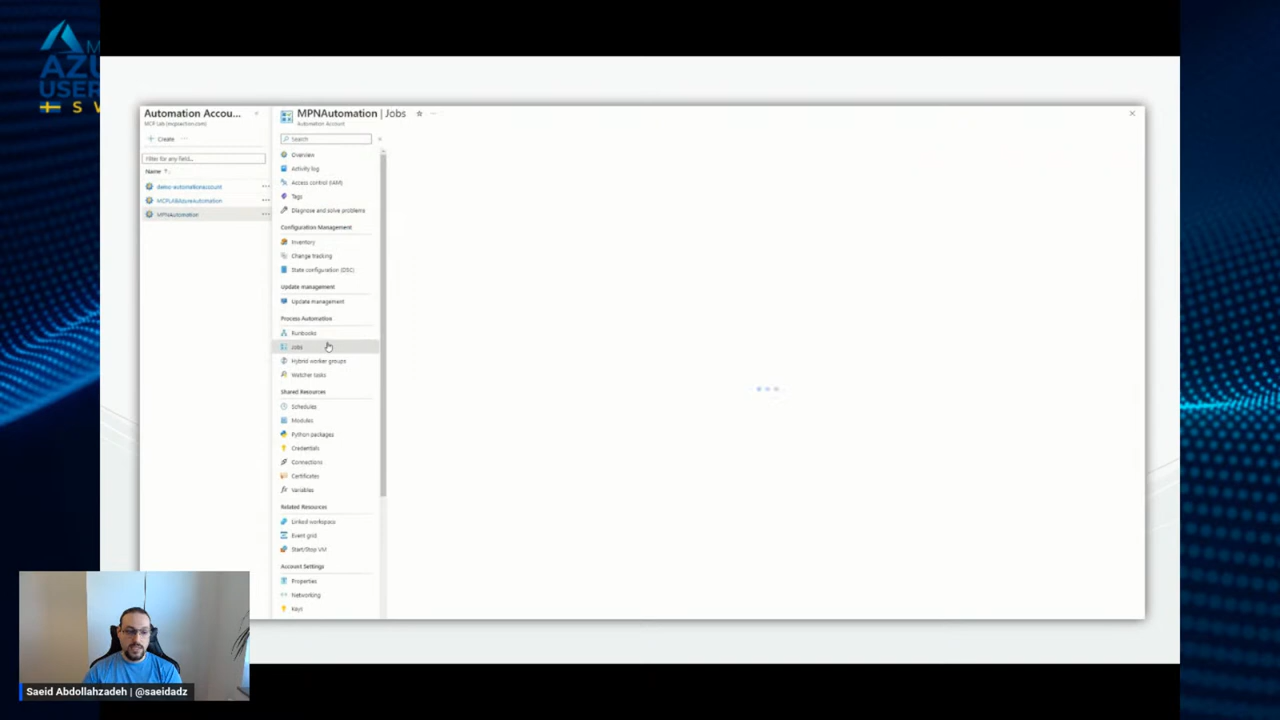 AZU
USER
S
Automation Accou...
MPNAutomation | Jobs
Automation Account
Create
Search
Filter for any field...
Name
demo-automationaccount
MPNAutomation
Overview
Activity log
Access control (IAM)
Tags
Diagnose and solve problems
Configuration Management
Inventory
Change tracking
State configuration (DSC)
Update management
Update management
Process Automation
Runbooks
Jobs
Hybrid worker groups
Watcher tasks
Shared Resources
Schedules
Modules
Python packages
Credentials
Connections
Certificates
Variables
Related Resources
Linked workspace
Event grid
Start/Stop VM
Account Settings
Properties
Networking
Keys
Saeid Abdollahzadeh | @saeidadz